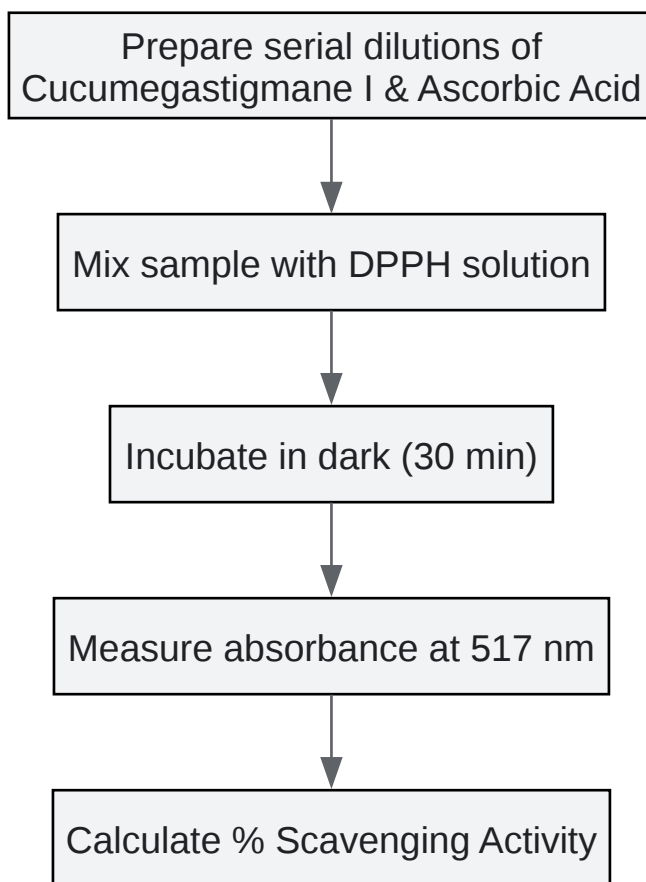 Prepare serial dilutions of
Cucumegastigmane I & Ascorbic Acid
Mix sample with DPPH solution
Incubate in dark (30 min)
Measure absorbance at 517 nm
Calculate % Scavenging Activity